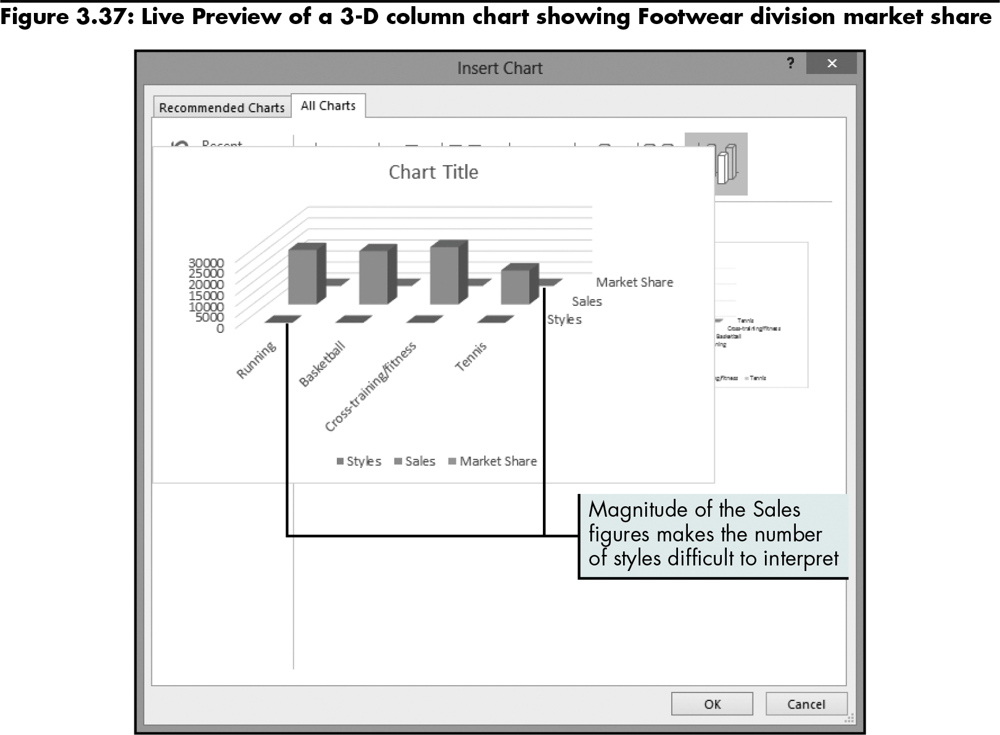 Figure 3.37: Live Preview of a 3-D column chart showing Footwear division market share
Insert Chart
?
Recommended Charts
All Charts
Recent
Chart Title
30000
25000
20000
15000
10000
5000
0
Market Share
Sales
Styles
Running
Basketball
Cross-training/fitness
Tennis
Styles Sales Market Share
Tennis
Cross-training/fitness
Basketball
ning
g/fitness Tennis
Magnitude of the Sales
figures makes the number
of styles difficult to interpret
OK
Cancel